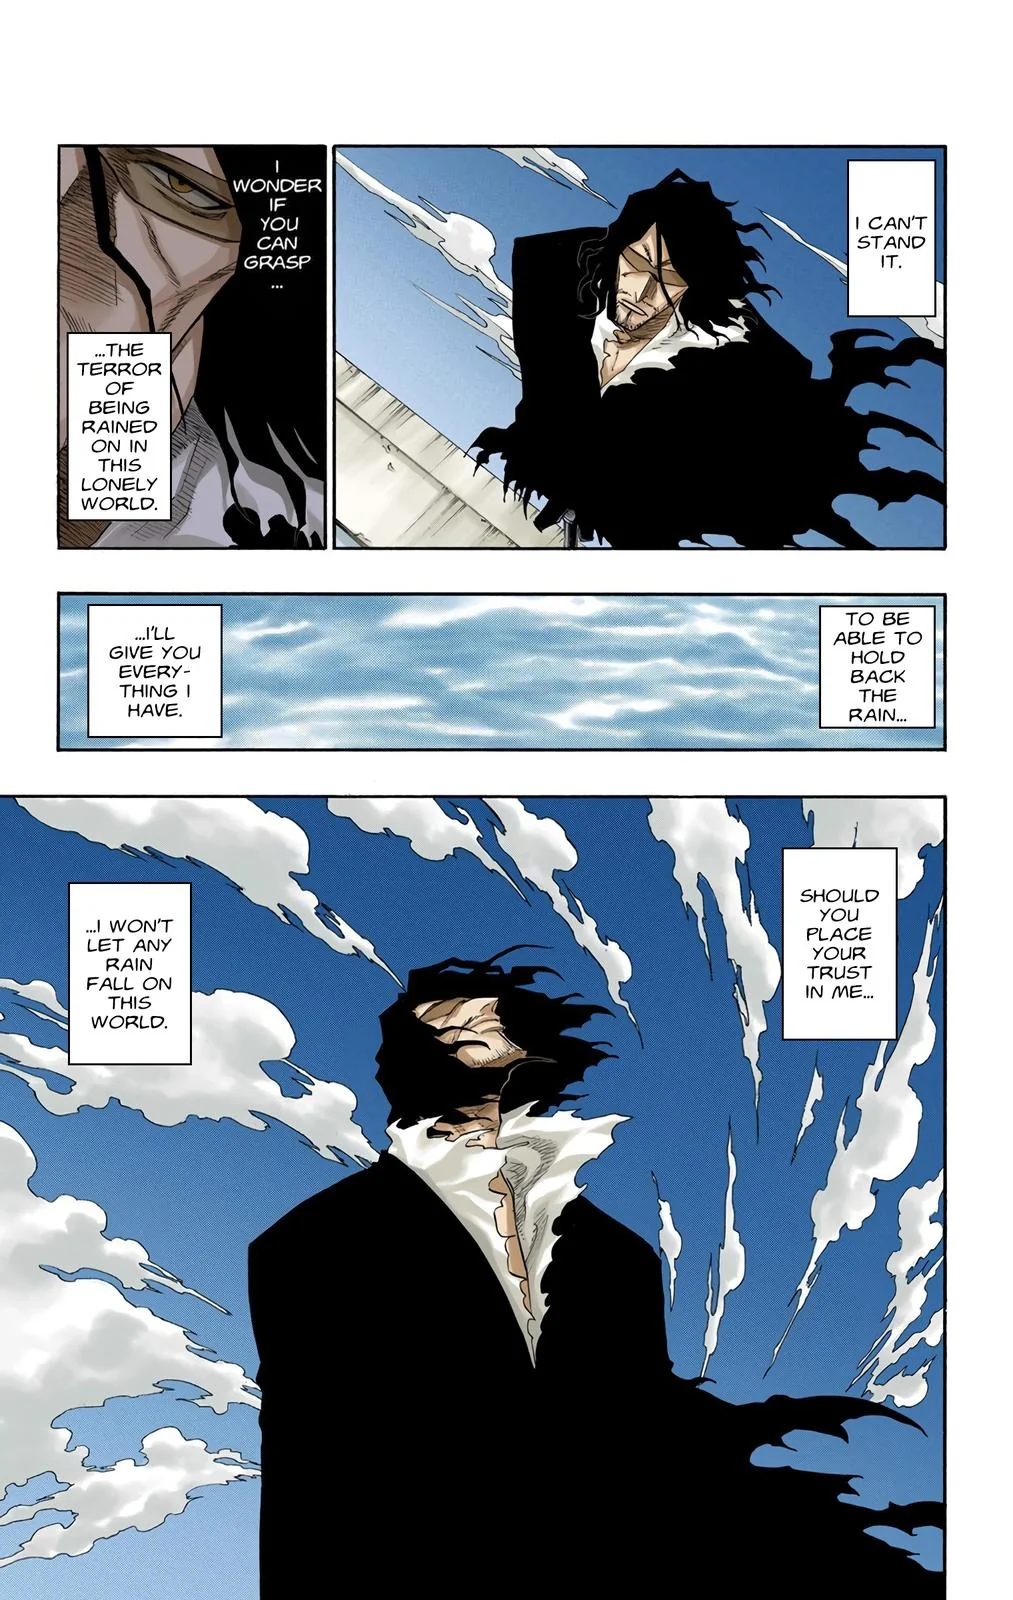 I CAN'T
STAND
IT.
I
WONDER
IF
YOU
CAN
GRASP
...
...THE
TERROR
OF
BEING
RAINED
ON IN
THIS
LONELY
WORLD.
TO BE
ABLE TO
HOLD
BACK
THE
RAIN...
...I'LL
GIVE YOU
EVERY-
THING I
HAVE.
SHOULD
YOU
PLACE
YOUR
TRUST
IN ME...
...I WON'T
LET ANY
RAIN
FALL ON
THIS
WORLD.